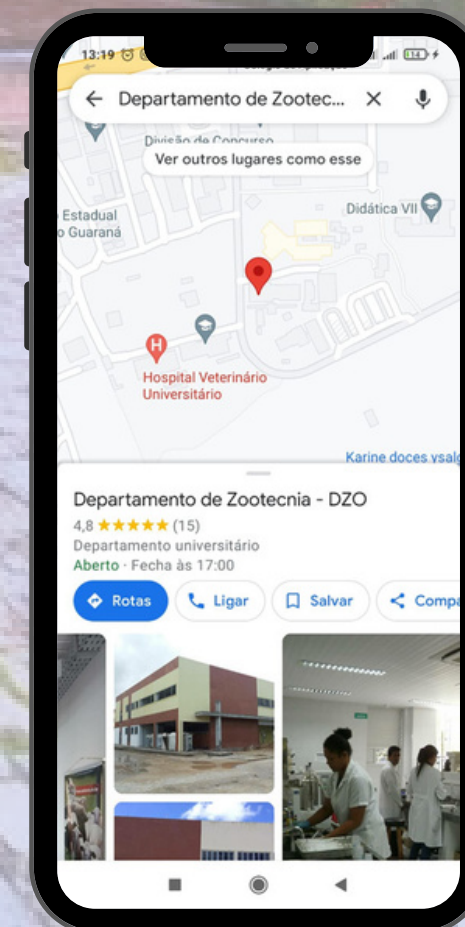 13:19
114
Departamento de Zootec...
Divisão de Concurso
Ver outros lugares como esse
Didática VII
Estadual
o Guaraná
H
Hospital Veterinário
Universitário
Karine doces ysalg
Departamento de Zootecnia - DZO
4,8 ★★★★★ (15)
Departamento universitário
Aberto · Fecha às 17:00
Rotas
Ligar
Salvar
Compa